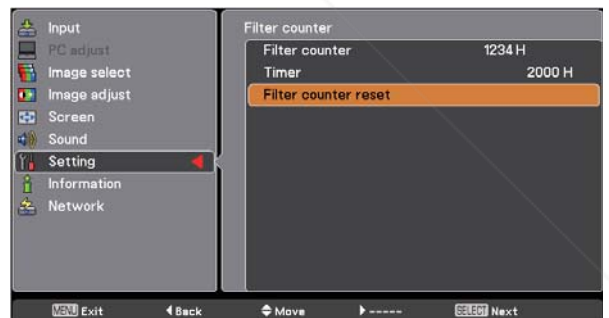 Input
PC adjust
Image select
Image adjust
Screen
Sound
Setting
Information
Network
Filter counter
Filter counter 1234 H
Timer 2000 H
Filter counter reset
MENU Exit Back Move ----- SELECT Next